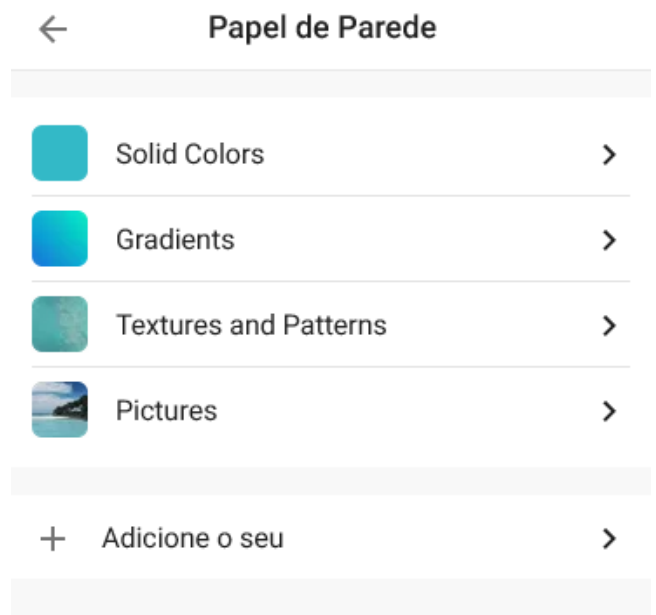 Papel de Parede
Solid Colors
Gradients
Textures and Patterns
Pictures
Adicione o seu